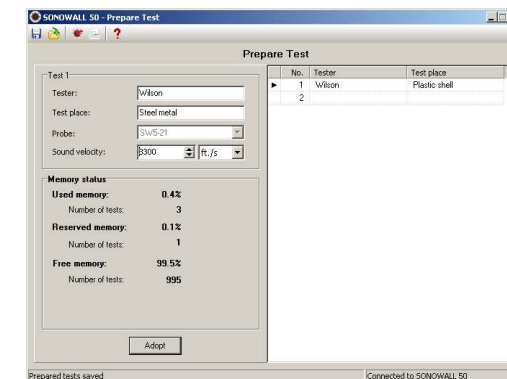 SONOWALL 50 - Prepare Test
?
Prepare Test
Test 1
Tester: Wilson
Test place: Steel metal
Probe: SW5-21
Sound velocity: 3300 ft./s
Memory status
Used memory: 0.4%
Number of tests: 3
Reserved memory: 0.1%
Number of tests: 1
Free memory: 99.5%
Number of tests: 995
Adopt
No. Tester Test place
1 Wilson Plastic shell
2
Prepared tests saved
Connected to SONOWALL 50